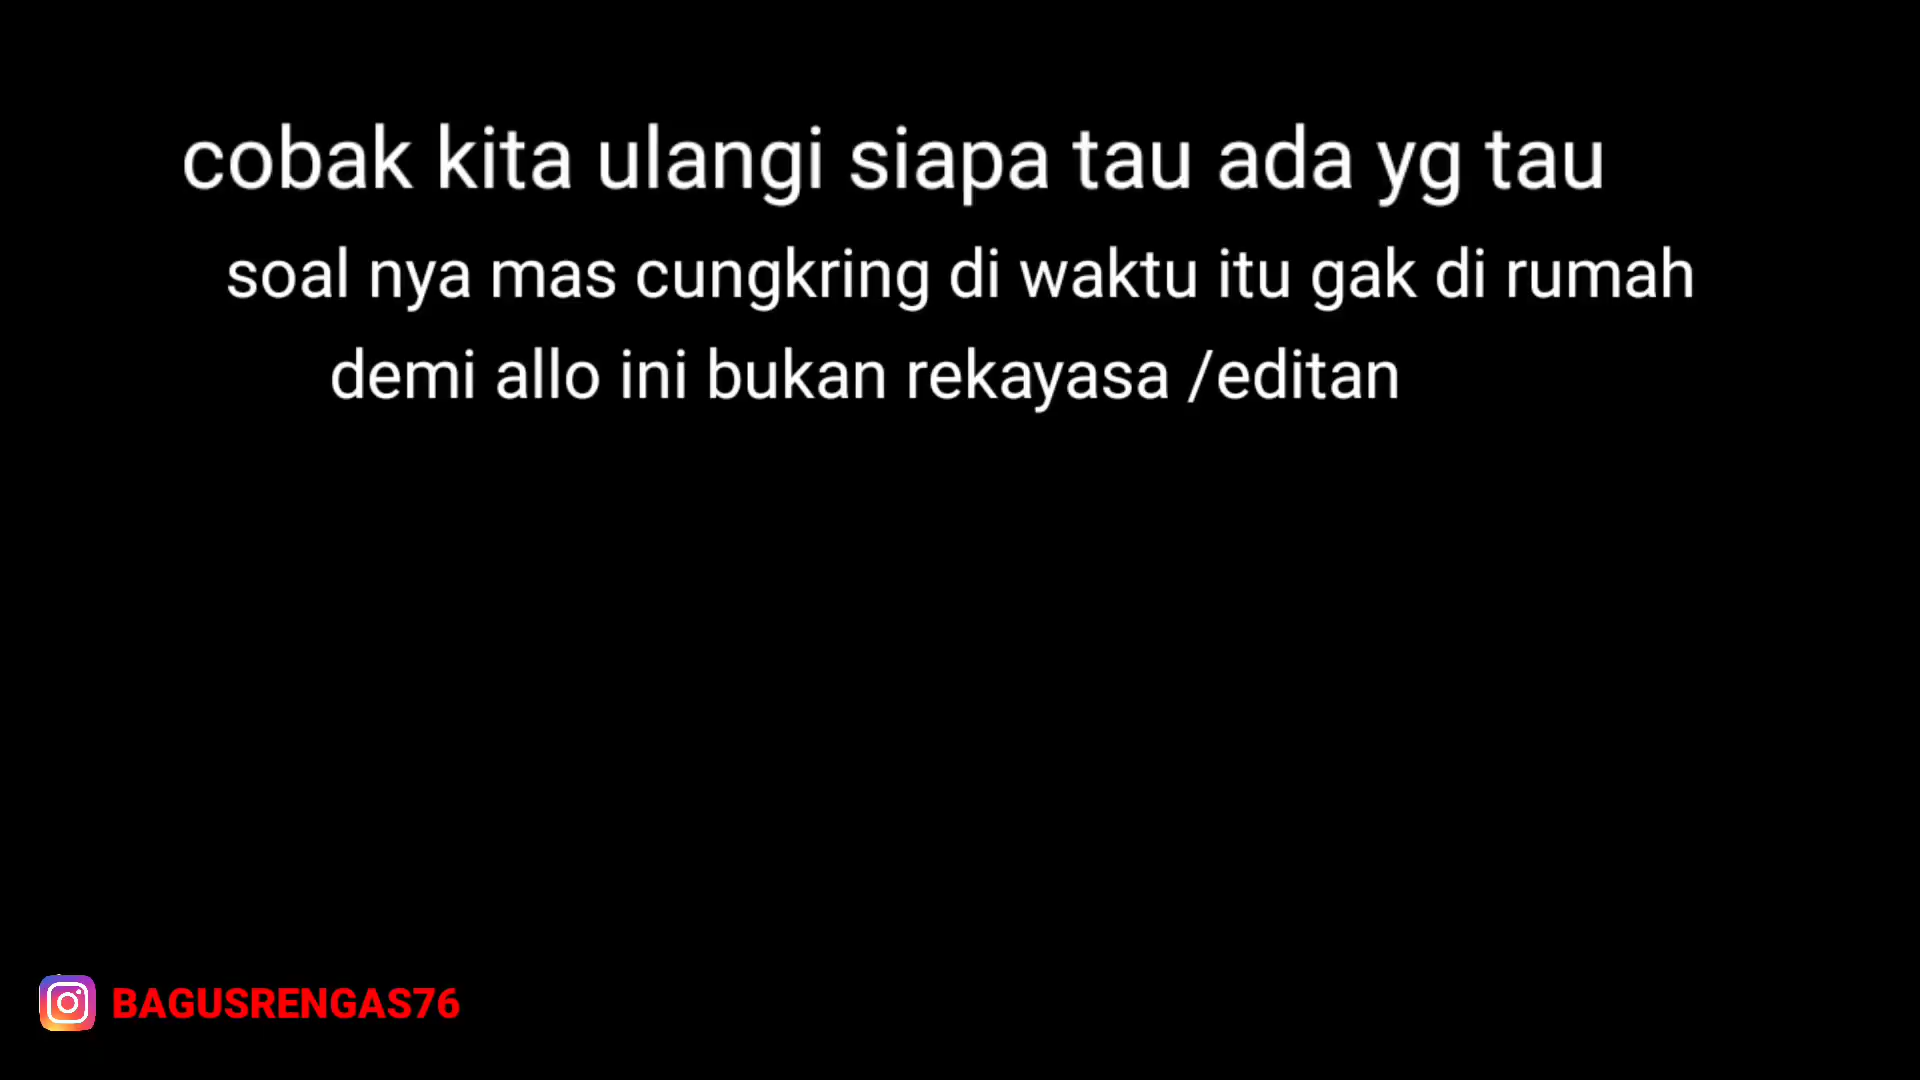 cobak kita ulangi siapa tau ada yg tau
soal nya mas cungkring di waktu itu gak di rumah
demi allo ini bukan rekayasa /editan
BAGUSRENGAS76